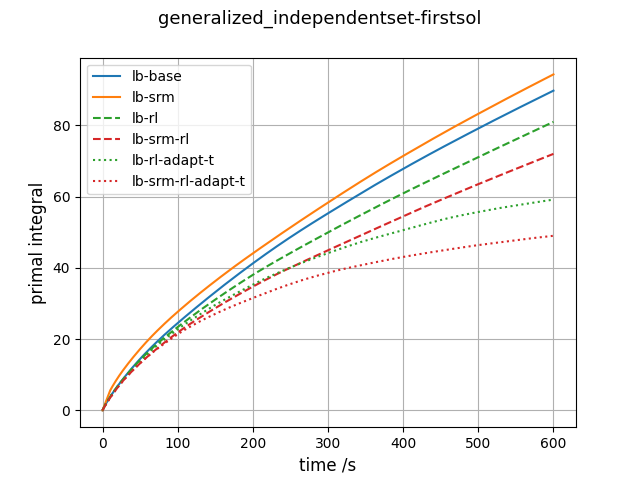 generalized_independentset-firstsol
lb-base
lb-srm
lb-rl
lb-srm-rl
lb-rl-adapt-t
lb-srm-rl-adapt-t
primal integral
80
60
40
20
0
0 100 200 300 400 500 600
time /s